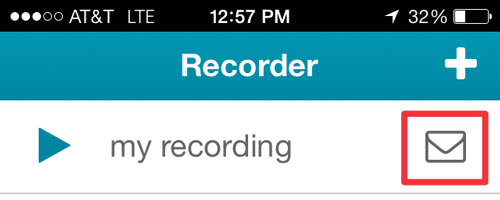 AT&T LTE 12:57 PM 32%
Recorder
my recording